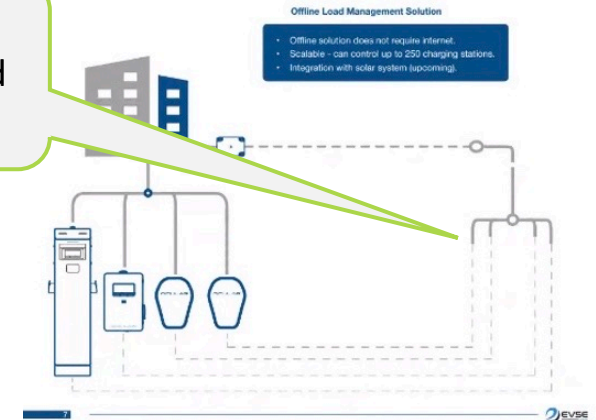 Offline Load Management Solution
• Offline solution does not require internet.
• Scalable - can control up to 250 charging stations.
• Integration with solar system (upcoming).
d
7
EVSE